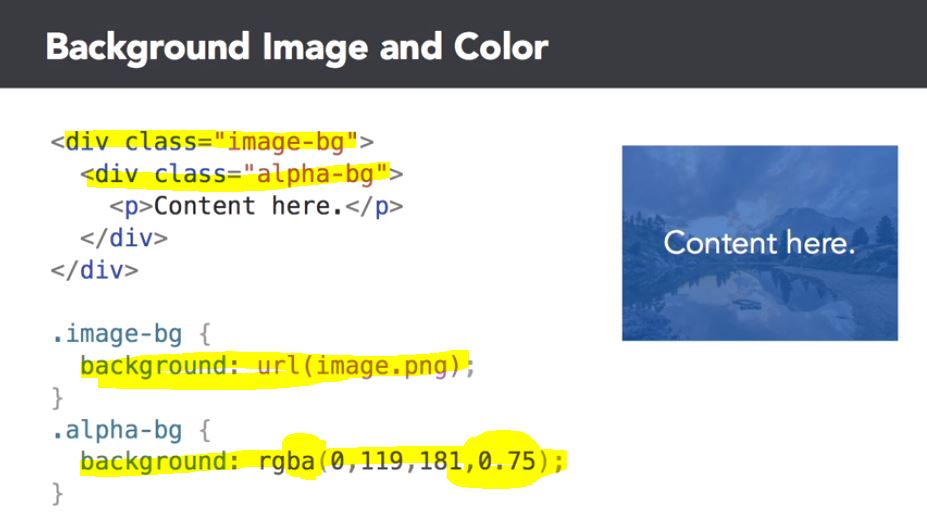 Background Image and Color
<div class="image-bg">
  <div class="alpha-bg">
    <p>Content here.</p>
  </div>
</div>
Content here.
.image-bg {
  background: url(image.png);
}
.alpha-bg {
  background: rgba(0,119,181,0.75);
}